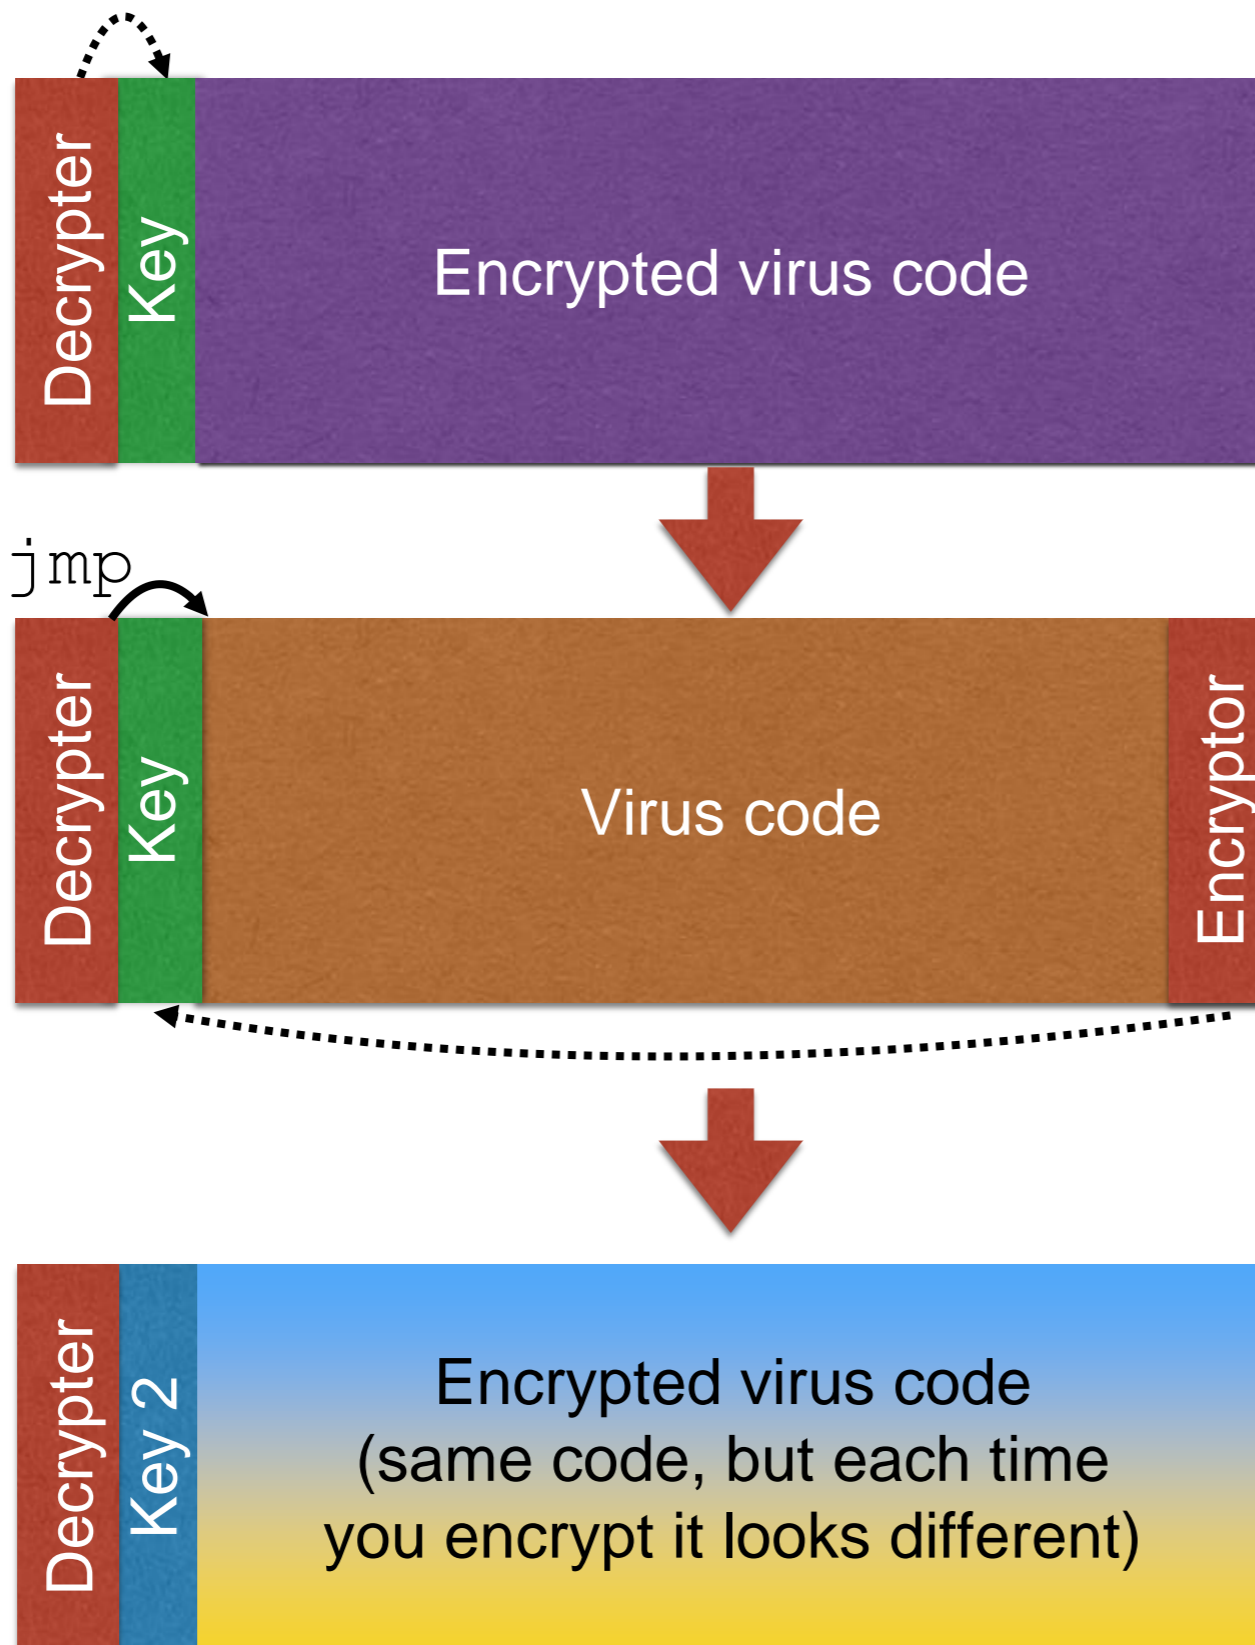 Decrypter
Key
Encrypted virus code
jmp
Decrypter
Key
Virus code
Encryptor
Decrypter
Key 2
Encrypted virus code
(same code, but each time
you encrypt it looks different)